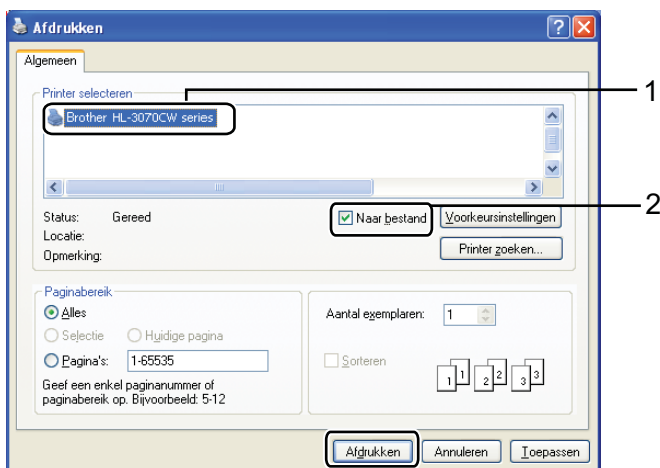 Afdrukken
Algemeen
Printer selecteren
Brother HL-3070CW series
1
Status: Gereed
Locatie:
Opmerking:
Naar bestand
2
Voorkeursinstellingen
Printer zoeken...
Paginabereik
Alles
Selectie
Huidige pagina
Pagina's: 1-65535
Geef een enkel paginanummer of
paginabereik op. Bijvoorbeeld: 5-12
Aantal exemplaren: 1
Sorteren
1 1 2 2 3 3
Afdrukken
Annuleren
Toepassen